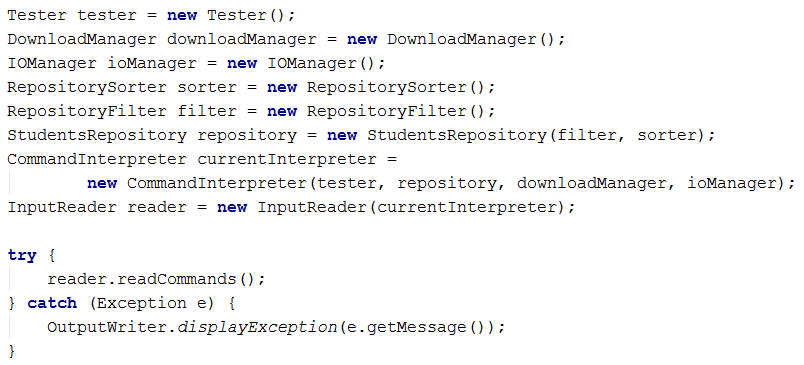 Tester tester = new Tester();
DownloadManager downloadManager = new DownloadManager();
IOManager ioManager = new IOManager();
RepositorySorter sorter = new RepositorySorter();
RepositoryFilter filter = new RepositoryFilter();
StudentsRepository repository = new StudentsRepository(filter, sorter);
CommandInterpreter currentInterpreter =
        new CommandInterpreter(tester, repository, downloadManager, ioManager);
InputReader reader = new InputReader(currentInterpreter);

try {
    reader.readCommands();
} catch (Exception e) {
    OutputWriter.displayException(e.getMessage());
}